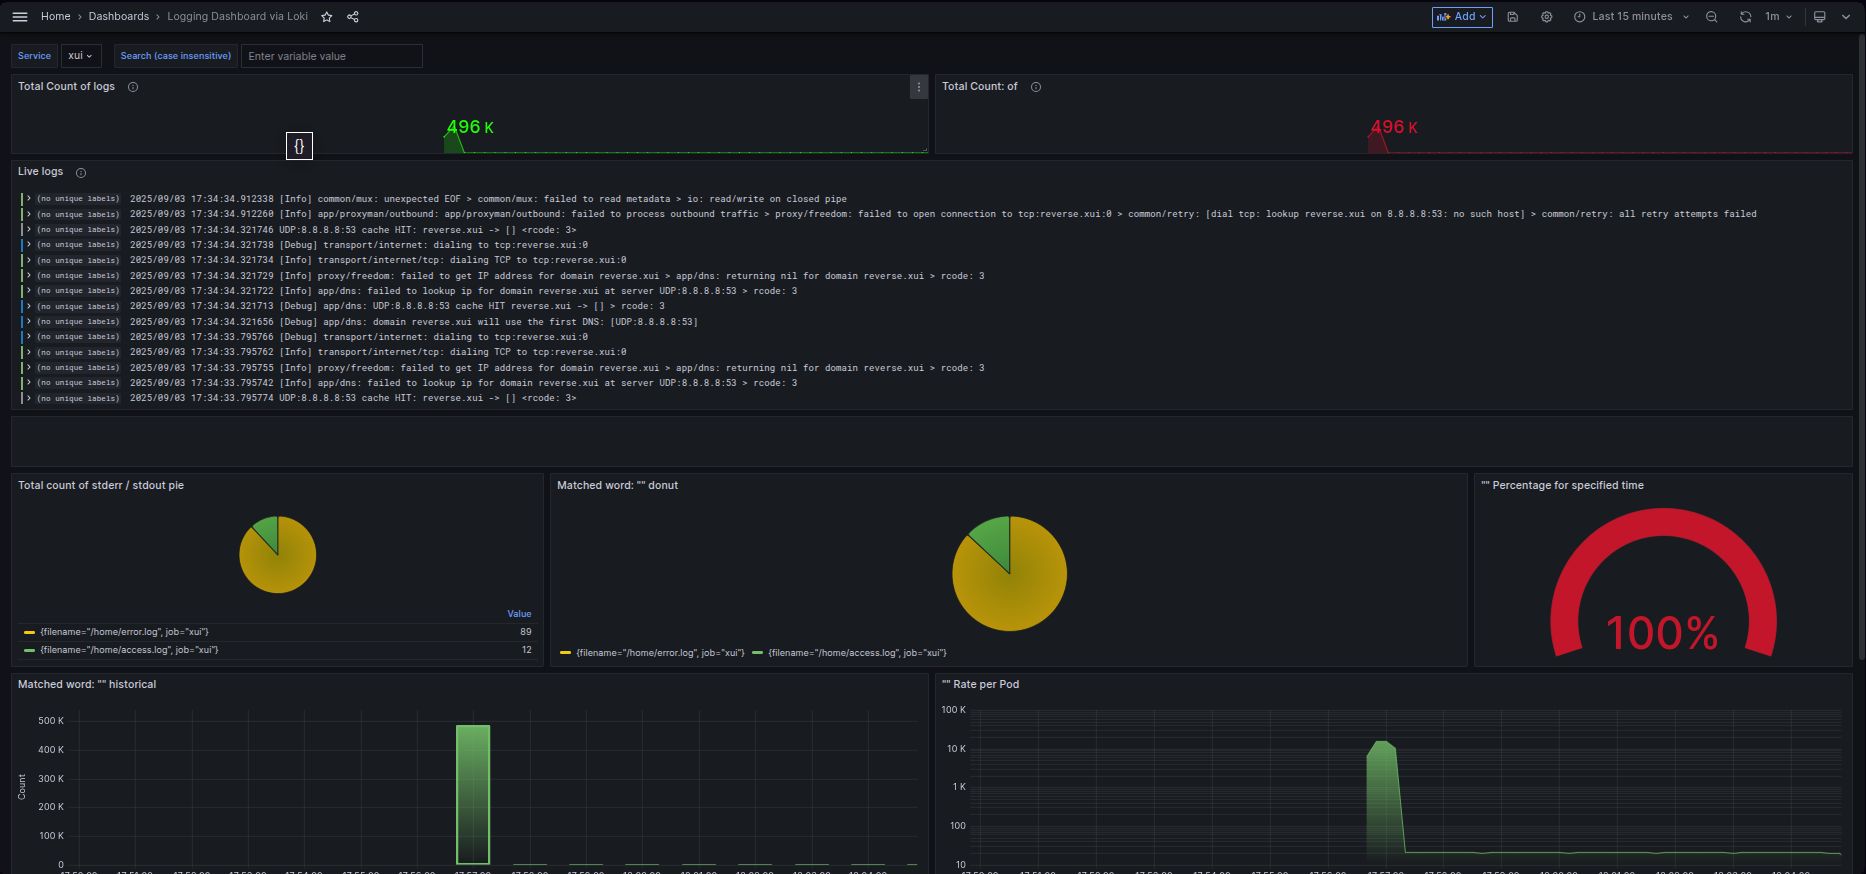 Home › Dashboards › Logging Dashboard via Loki
Add
Last 15 minutes
1m
Service
xui
Search (case insensitive)
Enter variable value
Total Count of logs
Total Count: of
496 K
496 K
{}
Live logs
(no unique labels) 2025/09/03 17:34:34.912338 [Info] common/mux: unexpected EOF > common/mux: failed to read metadata > io: read/write on closed pipe
(no unique labels) 2025/09/03 17:34:34.912260 [Info] app/proxyman/outbound: app/proxyman/outbound: failed to process outbound traffic > proxy/freedom: failed to open connection to tcp:reverse.xui:0 > common/retry: [dial tcp: lookup reverse.xui on 8.8.8.8:53: no such host] > common/retry: all retry attempts failed
(no unique labels) 2025/09/03 17:34:34.321746 UDP:8.8.8.8:53 cache HIT: reverse.xui -> [] <rcode: 3>
(no unique labels) 2025/09/03 17:34:34.321738 [Debug] transport/internet: dialing to tcp:reverse.xui:0
(no unique labels) 2025/09/03 17:34:34.321734 [Info] transport/internet/tcp: dialing TCP to tcp:reverse.xui:0
(no unique labels) 2025/09/03 17:34:34.321729 [Info] proxy/freedom: failed to get IP address for domain reverse.xui > app/dns: returning nil for domain reverse.xui > rcode: 3
(no unique labels) 2025/09/03 17:34:34.321722 [Info] app/dns: failed to lookup ip for domain reverse.xui at server UDP:8.8.8.8:53 > rcode: 3
(no unique labels) 2025/09/03 17:34:34.321713 [Debug] app/dns: UDP:8.8.8.8:53 cache HIT reverse.xui -> [] > rcode: 3
(no unique labels) 2025/09/03 17:34:34.321656 [Debug] app/dns: domain reverse.xui will use the first DNS: [UDP:8.8.8.8:53]
(no unique labels) 2025/09/03 17:34:33.795766 [Debug] transport/internet: dialing to tcp:reverse.xui:0
(no unique labels) 2025/09/03 17:34:33.795762 [Info] transport/internet/tcp: dialing TCP to tcp:reverse.xui:0
(no unique labels) 2025/09/03 17:34:33.795755 [Info] proxy/freedom: failed to get IP address for domain reverse.xui > app/dns: returning nil for domain reverse.xui > rcode: 3
(no unique labels) 2025/09/03 17:34:33.795742 [Info] app/dns: failed to lookup ip for domain reverse.xui at server UDP:8.8.8.8:53 > rcode: 3
(no unique labels) 2025/09/03 17:34:33.795774 UDP:8.8.8.8:53 cache HIT: reverse.xui -> [] <rcode: 3>
Total count of stderr / stdout pie
Value
{filename="/home/error.log", job="xui"} 89
{filename="/home/access.log", job="xui"} 12
Matched word: "" donut
{filename="/home/error.log", job="xui"} {filename="/home/access.log", job="xui"}
"" Percentage for specified time
100%
Matched word: "" historical
Count
500 K
400 K
300 K
200 K
100 K
0
"" Rate per Pod
100 K
10 K
1 K
100
10